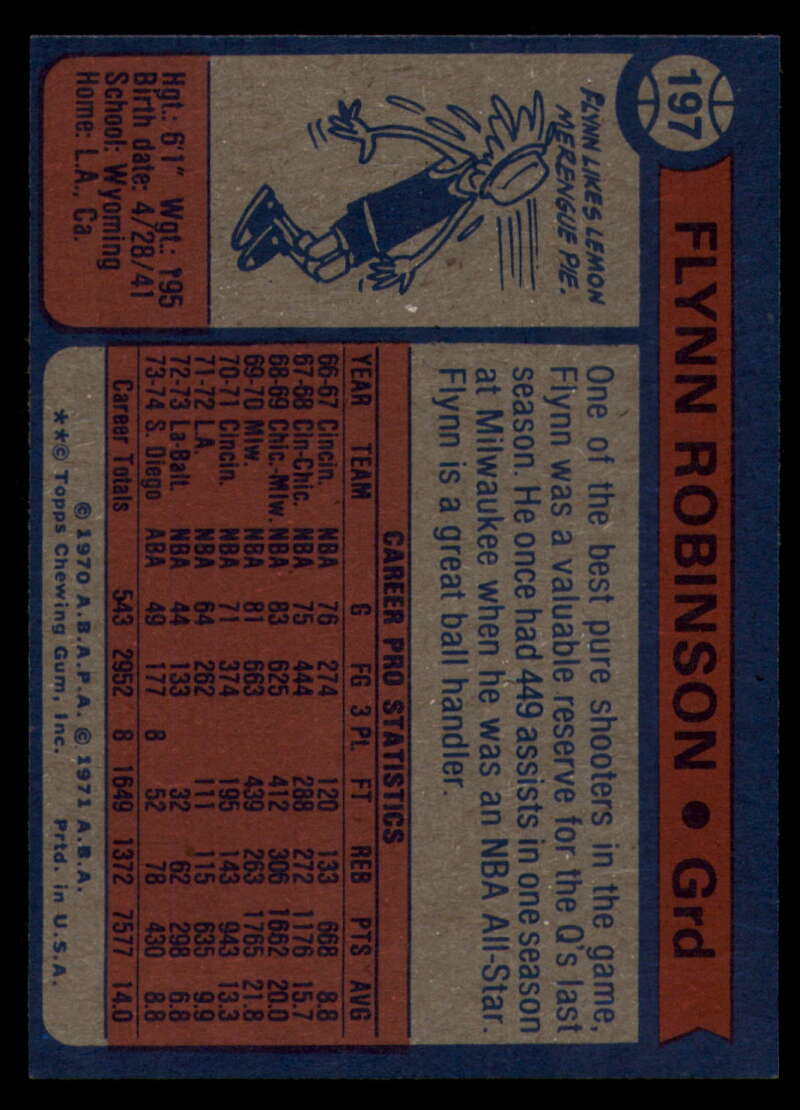 197
FLYNN ROBINSON • Grd
FLYNN LIKES LEMON
MERENGUE PIE.
Hgt.: 6'1" Wgt.: 195
Birth date: 4/28/41
School: Wyoming
Home: L.A., Ca.
One of the best pure shooters in the game,
Flynn was a valuable reserve for the Q's last
season. He once had 449 assists in one season
at Milwaukee when he was an NBA All-Star.
Flynn is a great ball handler.
CAREER PRO STATISTICS
YEAR TEAM G FG 3 Pt. FT REB PTS AVG
66-67 Cincin. NBA 76 274 120 133 668 8.8
67-68 Cin-Chic. NBA 75 444 288 272 1176 15.7
68-69 Chic.-Mlw. NBA 83 625 412 306 1662 20.0
69-70 Mlw. NBA 81 663 439 263 1765 21.8
70-71 Cincin. NBA 71 374 195 143 943 13.3
71-72 L.A. NBA 64 262 111 115 635 9.9
72-73 La-Balt. NBA 44 133 32 62 298 6.8
73-74 S. Diego ABA 49 177 8 52 78 430 8.8
Career Totals 543 2952 8 1649 1372 7577 14.0
© 1970 A.B.A.P.A. © 1971 A.B.A.
**© Topps Chewing Gum, Inc. Prtd. in U.S.A.